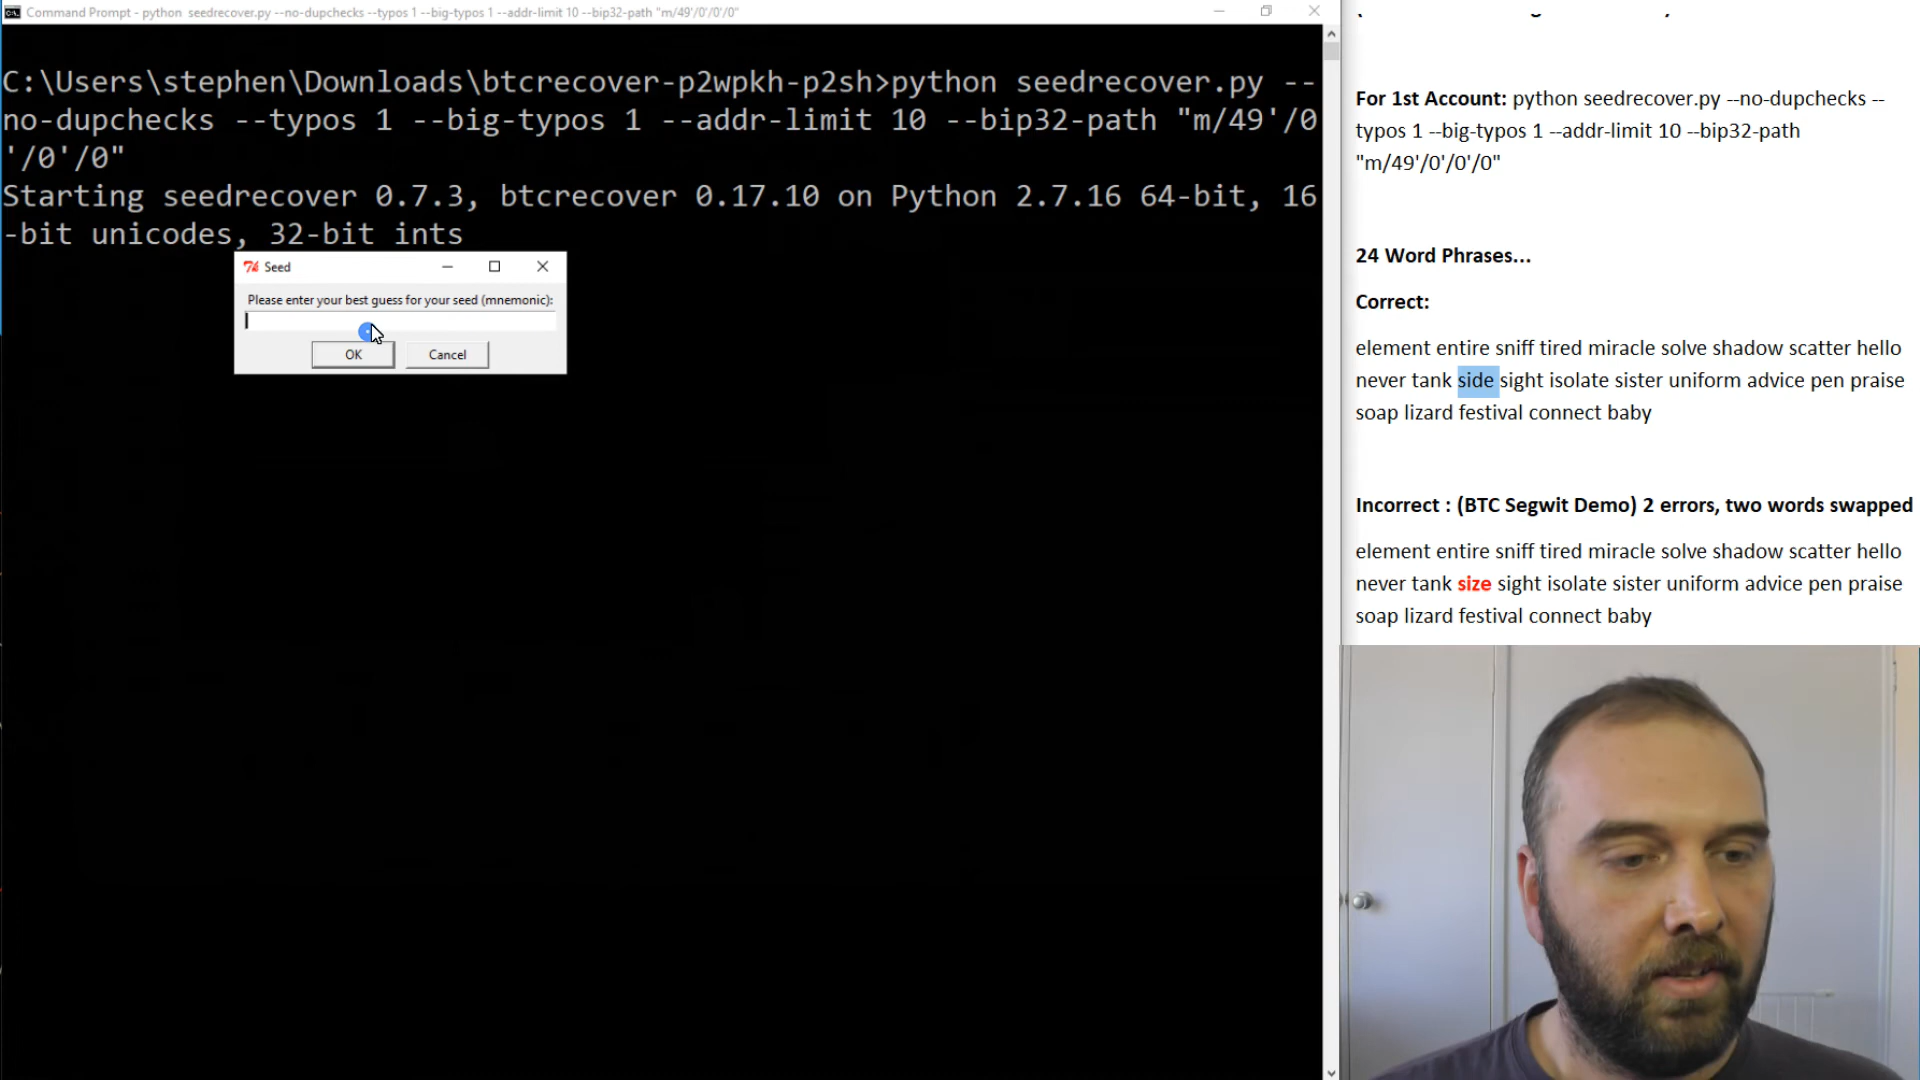 Command Prompt - python  seedrecover.py --no-dupchecks --typos 1 --big-typos 1 --addr-limit 10 --bip32-path "m/49'/0'/0'/0"
C:\Users\stephen\Downloads\btcrecover-p2wpkh-p2sh>python seedrecover.py --
no-dupchecks --typos 1 --big-typos 1 --addr-limit 10 --bip32-path "m/49'/0
'/0'/0"
Starting seedrecover 0.7.3, btcrecover 0.17.10 on Python 2.7.16 64-bit, 16
-bit unicodes, 32-bit ints
Seed
Please enter your best guess for your seed (mnemonic):
OK
Cancel
For 1st Account: python seedrecover.py --no-dupchecks --
typos 1 --big-typos 1 --addr-limit 10 --bip32-path
"m/49'/0'/0'/0"
24 Word Phrases...
Correct:
element entire sniff tired miracle solve shadow scatter hello
never tank side sight isolate sister uniform advice pen praise
soap lizard festival connect baby
Incorrect : (BTC Segwit Demo) 2 errors, two words swapped
element entire sniff tired miracle solve shadow scatter hello
never tank size sight isolate sister uniform advice pen praise
soap lizard festival connect baby